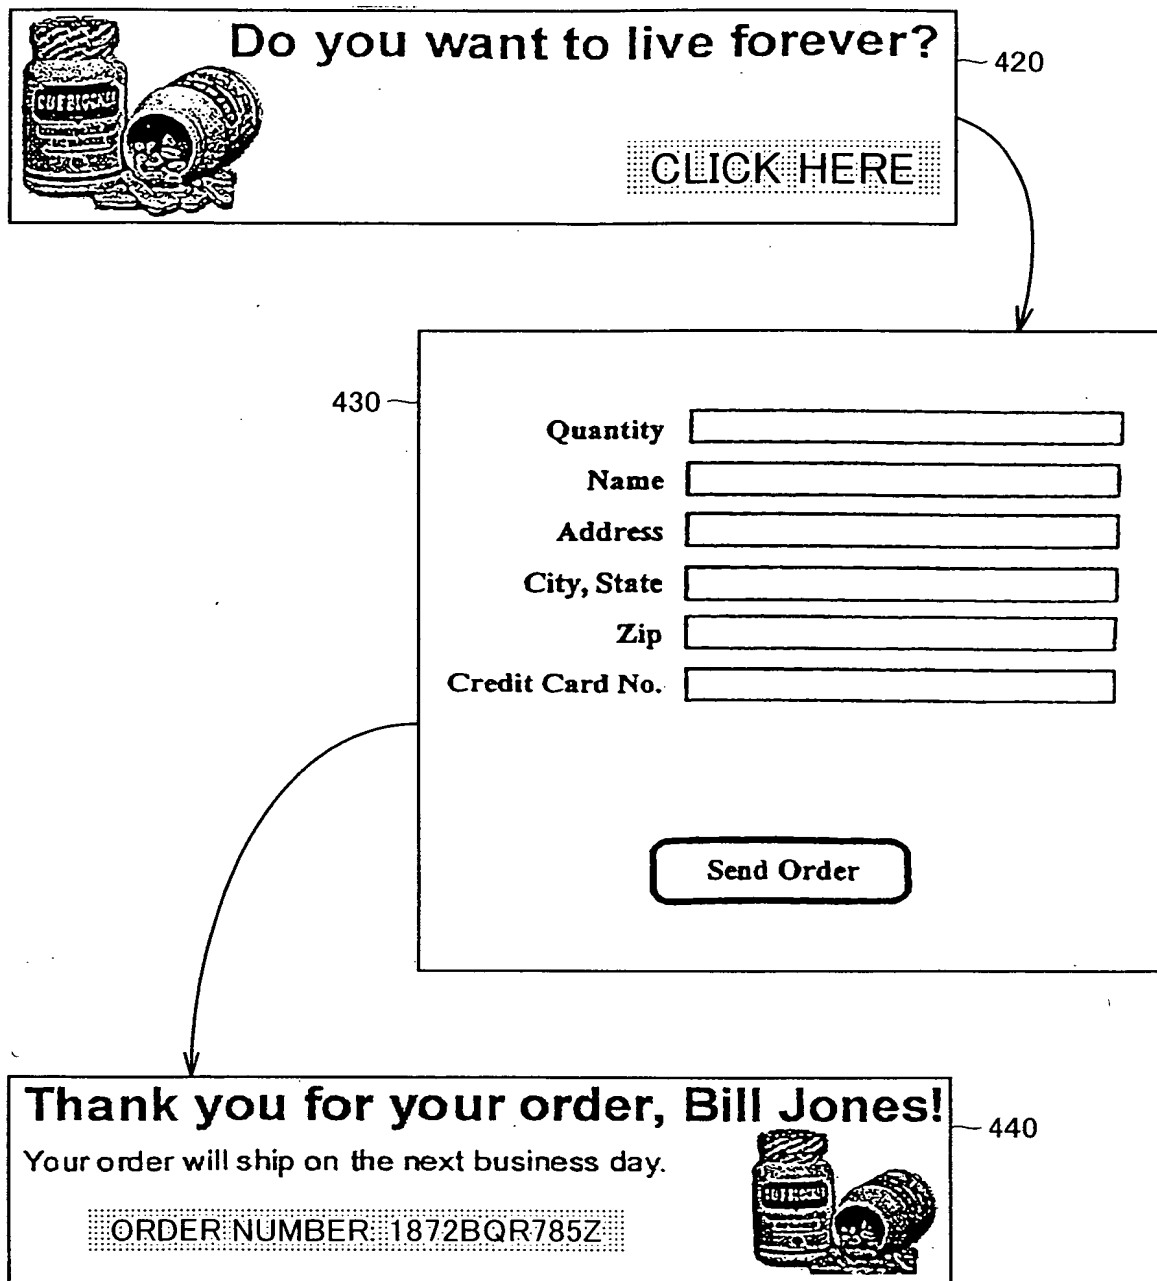 Do you want to live forever?
420
CLICK HERE
430
Quantity
Name
Address
City, State
Zip
Credit Card No.
Send Order
Thank you for your order, Bill Jones!
440
Your order will ship on the next business day.
ORDER NUMBER: 1872BQR785Z